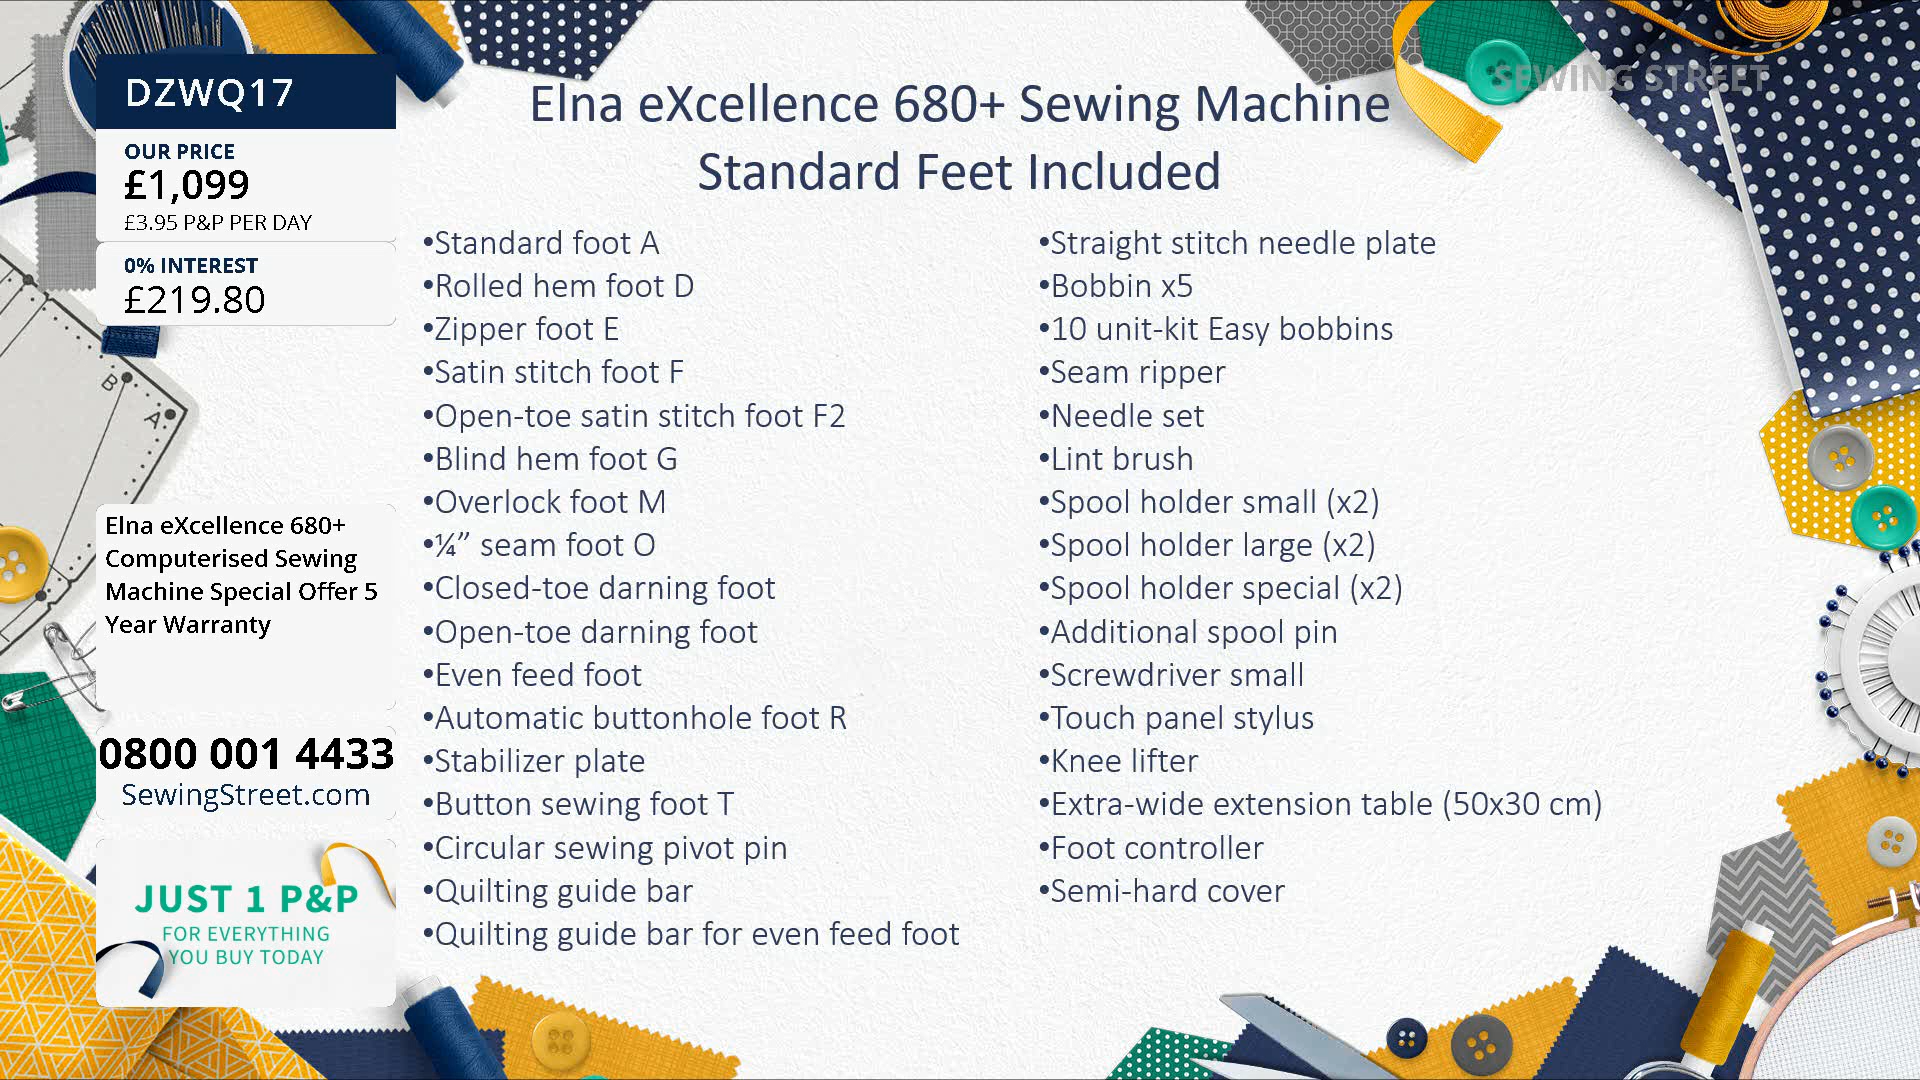 DZWQ17
OUR PRICE
£1,099
£3.95 P&P PER DAY
0% INTEREST
£219.80
B
A
Elna eXcellence 680+
Computerised Sewing
Machine Special Offer 5
Year Warranty
0800 001 4433
SewingStreet.com
JUST 1 P&P
FOR EVERYTHING
YOU BUY TODAY
SEWING STREET
Elna eXcellence 680+ Sewing Machine
Standard Feet Included
•Standard foot A
•Rolled hem foot D
•Zipper foot E
•Satin stitch foot F
•Open-toe satin stitch foot F2
•Blind hem foot G
•Overlock foot M
•¼” seam foot O
•Closed-toe darning foot
•Open-toe darning foot
•Even feed foot
•Automatic buttonhole foot R
•Stabilizer plate
•Button sewing foot T
•Circular sewing pivot pin
•Quilting guide bar
•Quilting guide bar for even feed foot
•Straight stitch needle plate
•Bobbin x5
•10 unit-kit Easy bobbins
•Seam ripper
•Needle set
•Lint brush
•Spool holder small (x2)
•Spool holder large (x2)
•Spool holder special (x2)
•Additional spool pin
•Screwdriver small
•Touch panel stylus
•Knee lifter
•Extra-wide extension table (50x30 cm)
•Foot controller
•Semi-hard cover